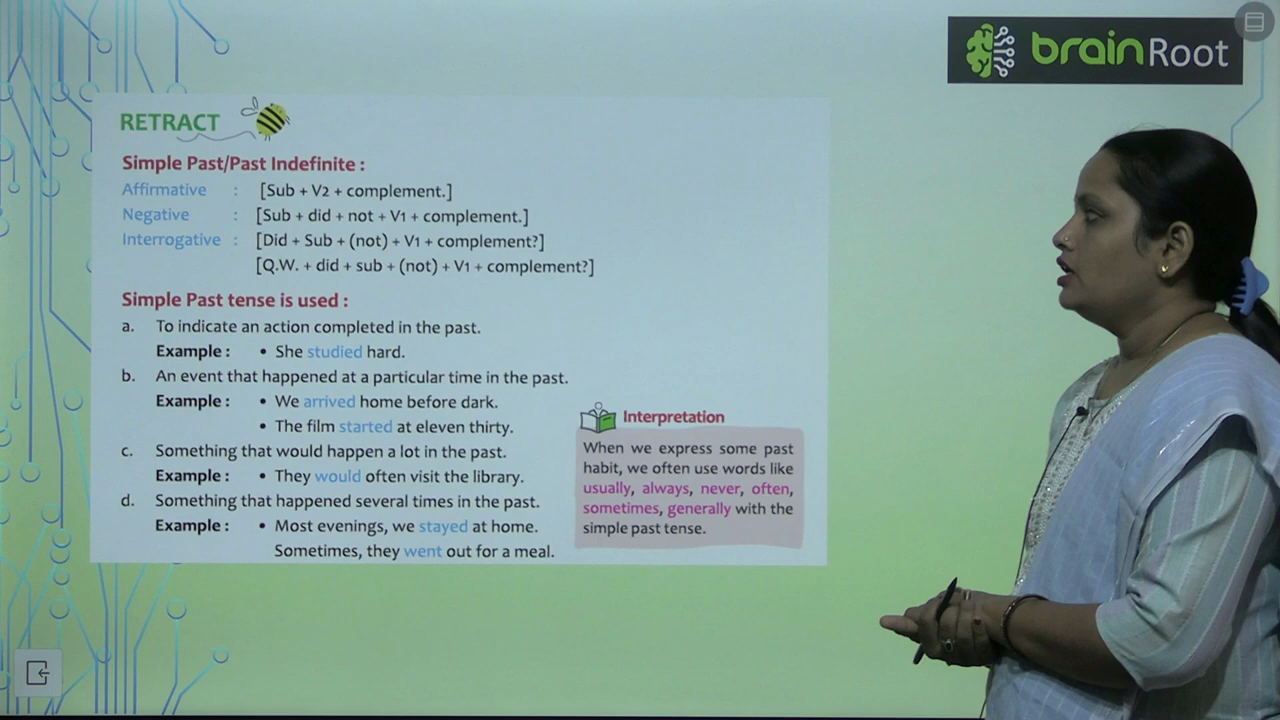 brainRoot
RETRACT
Simple Past/Past Indefinite :
Affirmative : [Sub + V2 + complement.]
Negative : [Sub + did + not + V1 + complement.]
Interrogative : [Did + Sub + (not) + V1 + complement?]
[Q.W. + did + sub + (not) + V1 + complement?]
Simple Past tense is used :
a. To indicate an action completed in the past.
Example : • She studied hard.
b. An event that happened at a particular time in the past.
Example : • We arrived home before dark.
• The film started at eleven thirty.
c. Something that would happen a lot in the past.
Example : • They would often visit the library.
d. Something that happened several times in the past.
Example : • Most evenings, we stayed at home.
Sometimes, they went out for a meal.
Interpretation
When we express some past
habit, we often use words like
usually, always, never, often,
sometimes, generally with the
simple past tense.